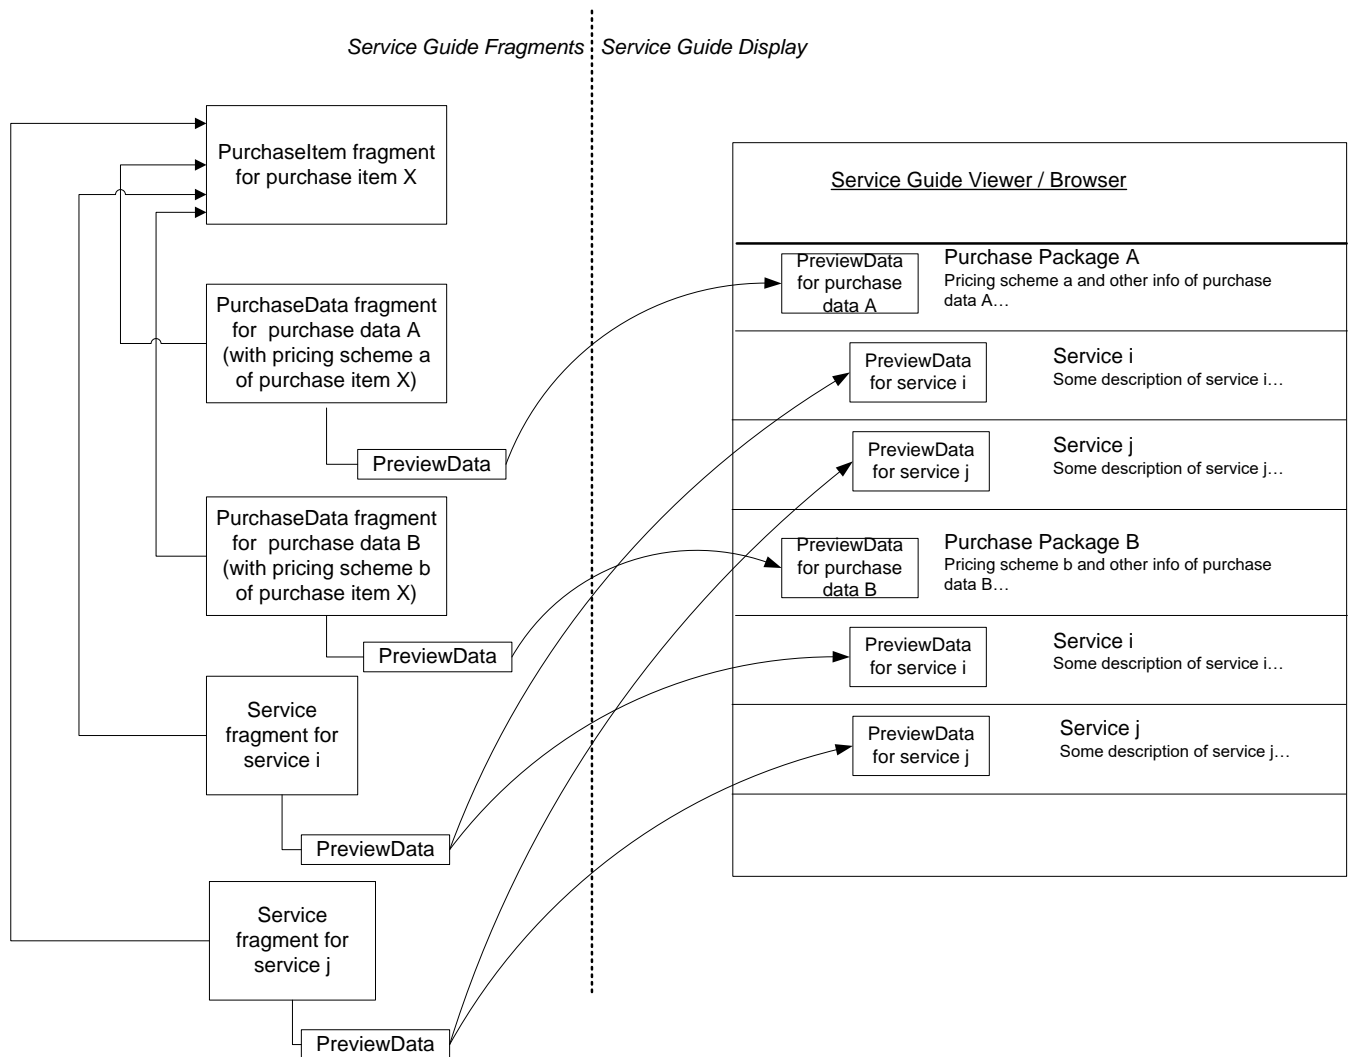 Service Guide Fragments
Service Guide Display
PurchaseItem fragment
for purchase item X
PurchaseData fragment
for  purchase data A
(with pricing scheme a
of purchase item X)
PreviewData
PurchaseData fragment
for  purchase data B
(with pricing scheme b
of purchase item X)
PreviewData
Service
fragment for
service i
PreviewData
Service
fragment for
service j
PreviewData
Service Guide Viewer / Browser
PreviewData
for purchase
data A
Purchase Package A
Pricing scheme a and other info of purchase
data A…
PreviewData
for service i
Service i
Some description of service i…
PreviewData
for service j
Service j
Some description of service j…
PreviewData
for purchase
data B
Purchase Package B
Pricing scheme b and other info of purchase
data B…
PreviewData
for service i
Service i
Some description of service i…
PreviewData
for service j
Service j
Some description of service j…